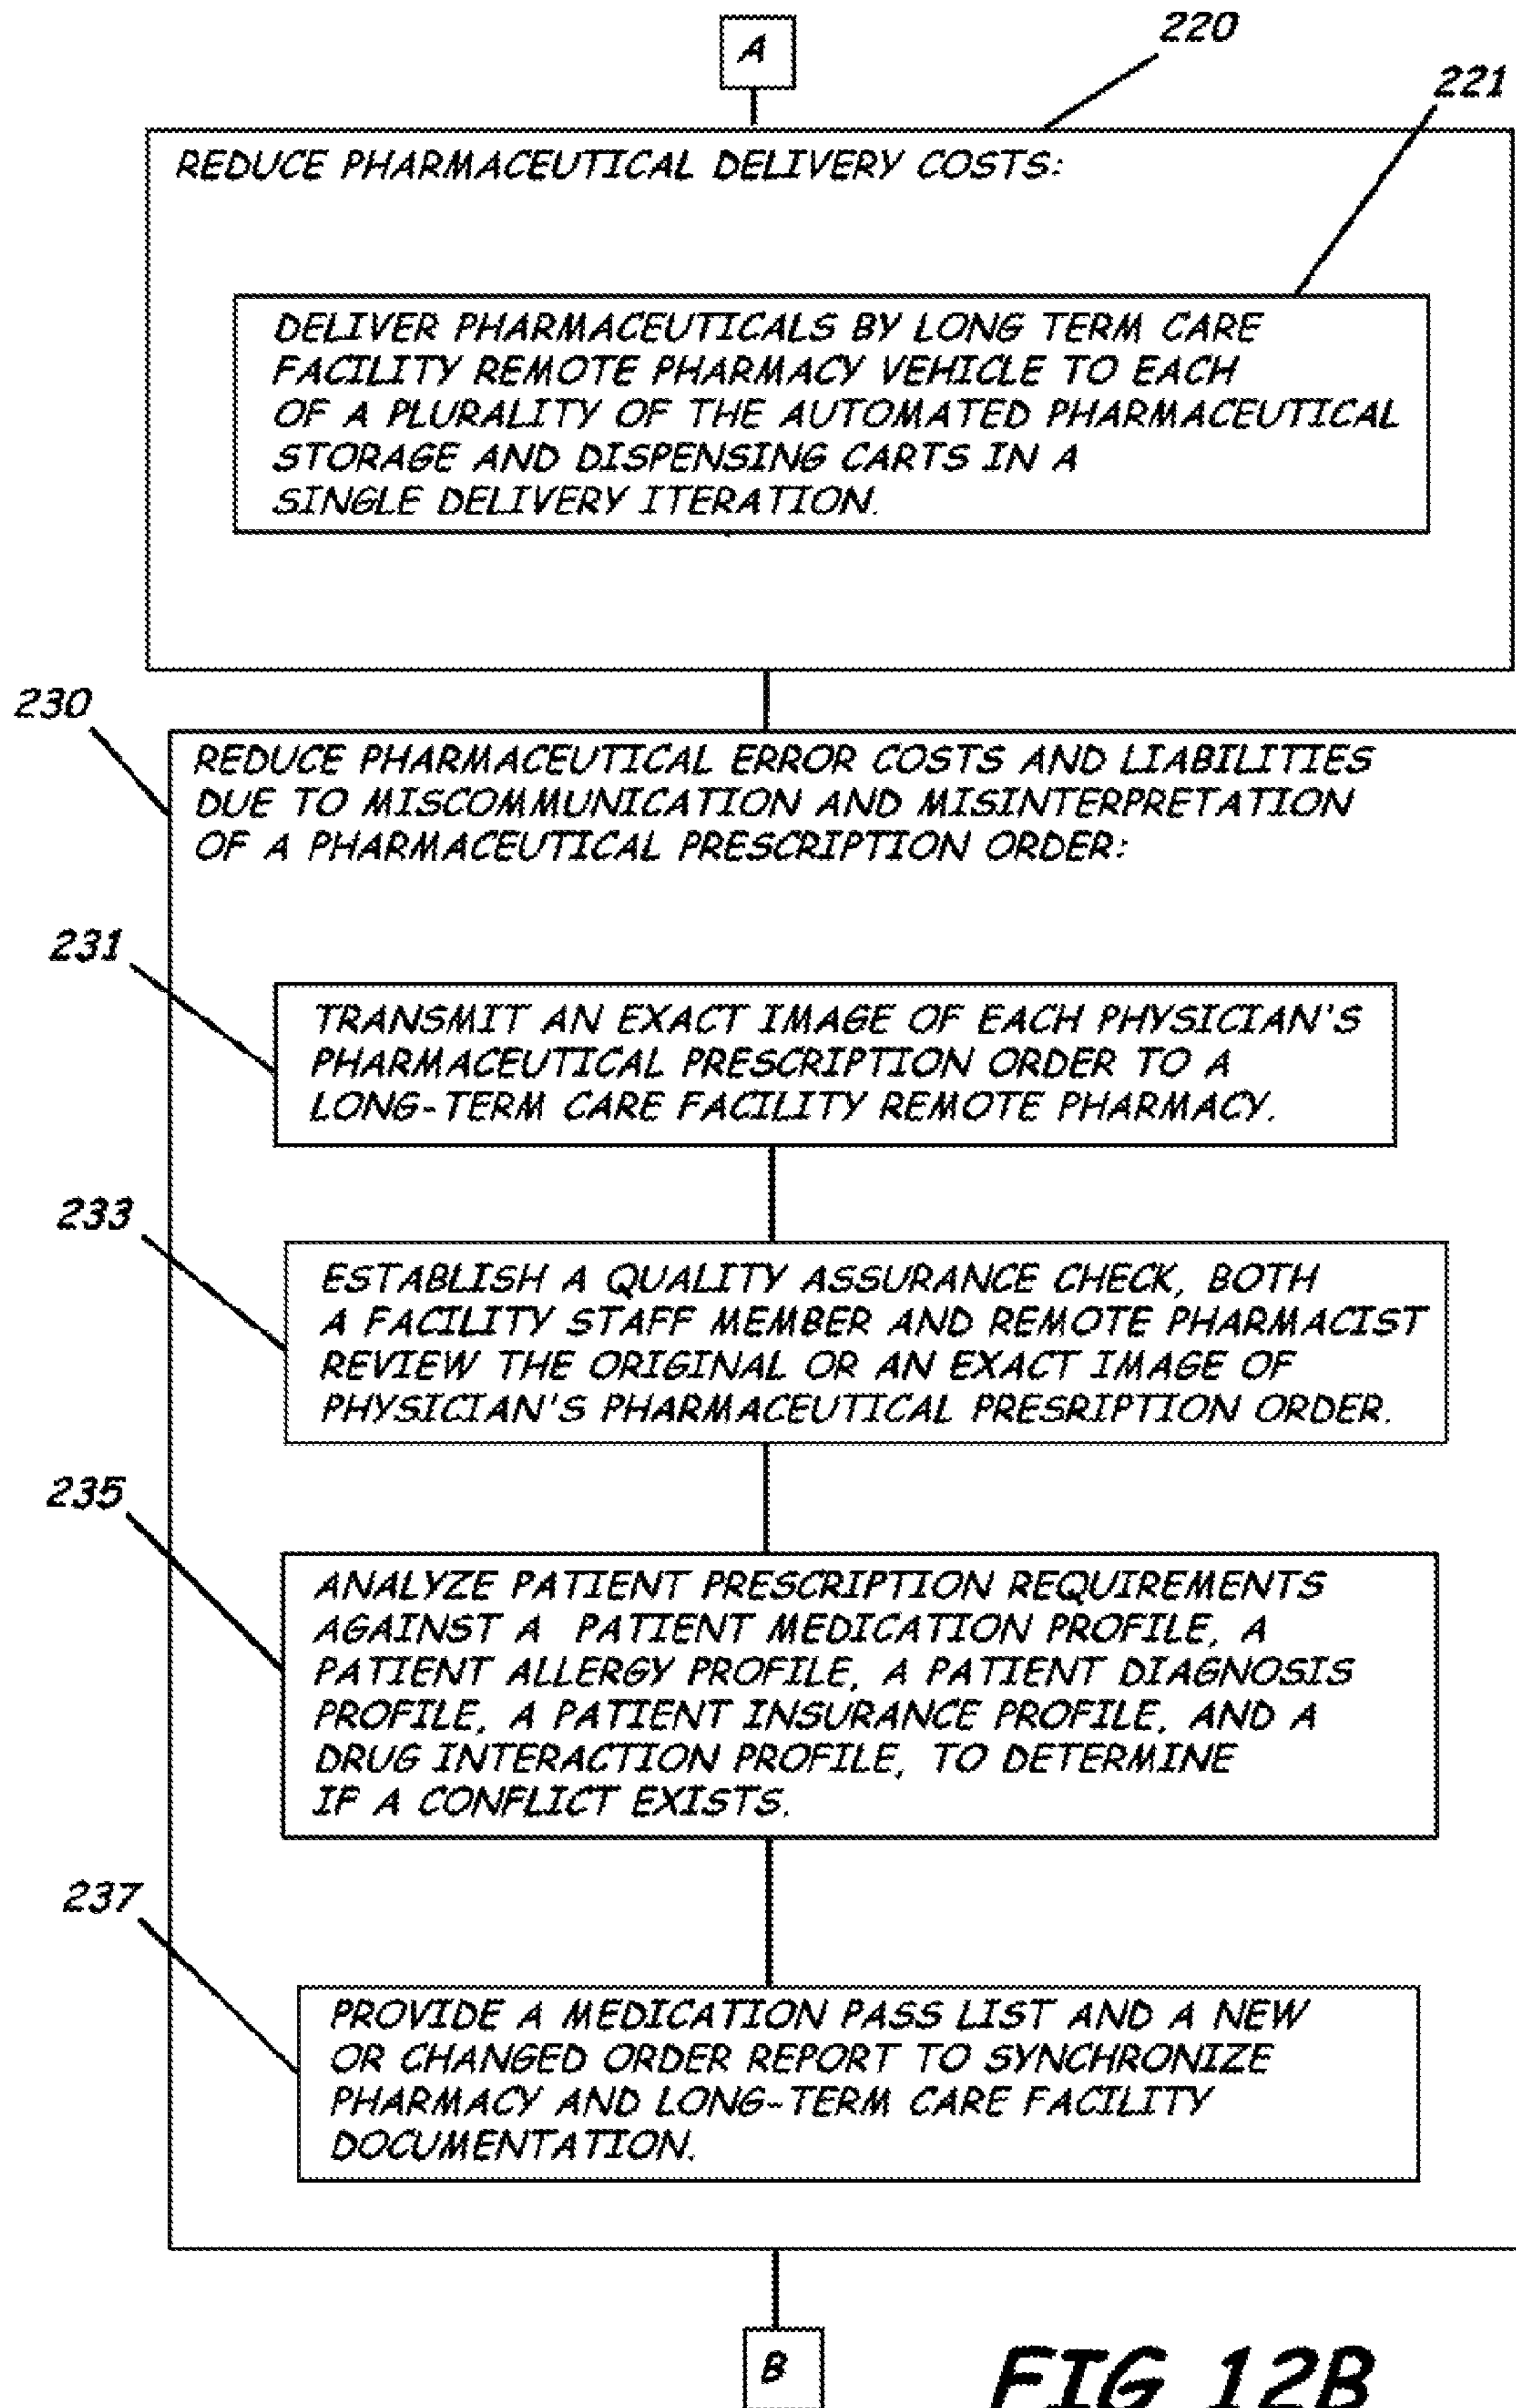 A
220
221
REDUCE PHARMACEUTICAL DELIVERY COSTS:
DELIVER PHARMACEUTICALS BY LONG TERM CARE
FACILITY REMOTE PHARMACY VEHICLE TO EACH
OF A PLURALITY OF THE AUTOMATED PHARMACEUTICAL
STORAGE AND DISPENSING CARTS IN A
SINGLE DELIVERY ITERATION.
230
REDUCE PHARMACEUTICAL ERROR COSTS AND LIABILITIES
DUE TO MISCOMMUNICATION AND MISINTERPRETATION
OF A PHARMACEUTICAL PRESCRIPTION ORDER:
231
TRANSMIT AN EXACT IMAGE OF EACH PHYSICIAN'S
PHARMACEUTICAL PRESCRIPTION ORDER TO A
LONG-TERM CARE FACILITY REMOTE PHARMACY.
233
ESTABLISH A QUALITY ASSURANCE CHECK, BOTH
A FACILITY STAFF MEMBER AND REMOTE PHARMACIST
REVIEW THE ORIGINAL OR AN EXACT IMAGE OF
PHYSICIAN'S PHARMACEUTICAL PRESRIPTION ORDER.
235
ANALYZE PATIENT PRESCRIPTION REQUIREMENTS
AGAINST A PATIENT MEDICATION PROFILE, A
PATIENT ALLERGY PROFILE, A PATIENT DIAGNOSIS
PROFILE, A PATIENT INSURANCE PROFILE, AND A
DRUG INTERACTION PROFILE, TO DETERMINE
IF A CONFLICT EXISTS.
237
PROVIDE A MEDICATION PASS LIST AND A NEW
OR CHANGED ORDER REPORT TO SYNCHRONIZE
PHARMACY AND LONG-TERM CARE FACILITY
DOCUMENTATION.
B
FIG 12B